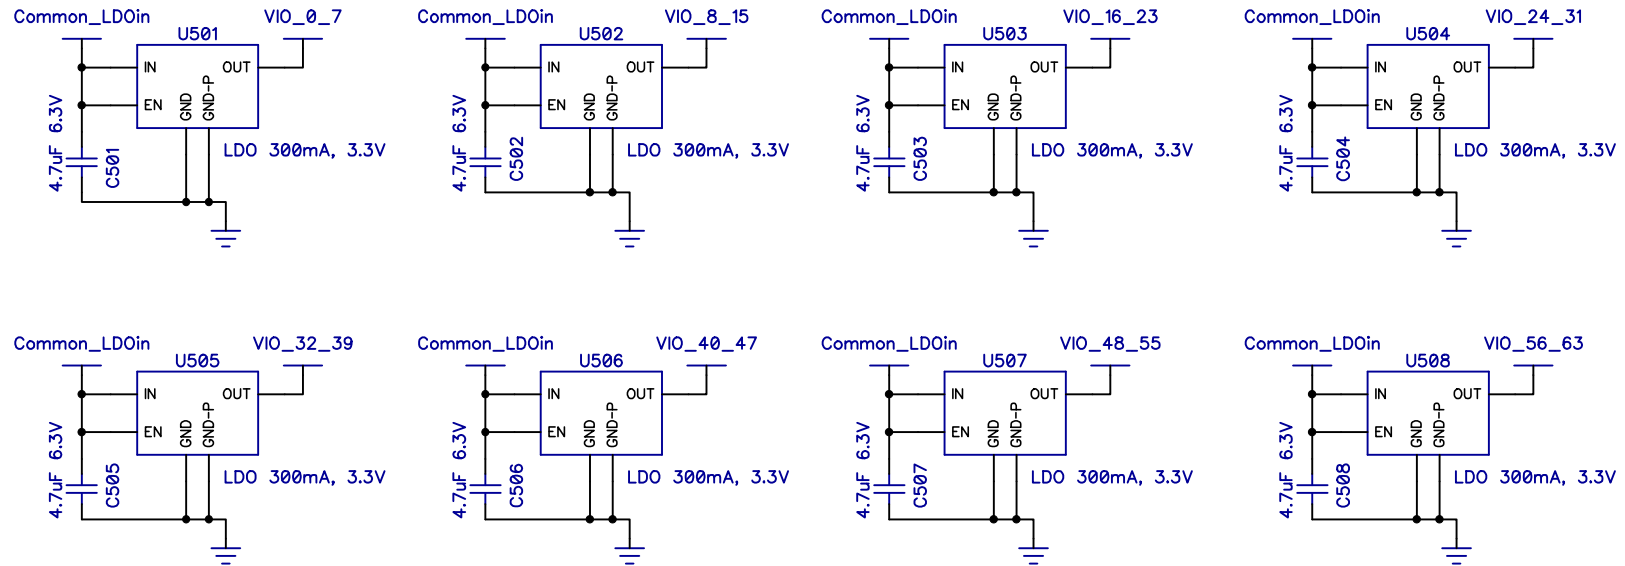 Common_LDOin
VIO_0_7
U501
IN
OUT
EN
GND
GND-P
4.7uF 6.3V
C501
LDO 300mA, 3.3V
Common_LDOin
VIO_8_15
U502
IN
OUT
EN
GND
GND-P
4.7uF 6.3V
C502
LDO 300mA, 3.3V
Common_LDOin
VIO_16_23
U503
IN
OUT
EN
GND
GND-P
4.7uF 6.3V
C503
LDO 300mA, 3.3V
Common_LDOin
VIO_24_31
U504
IN
OUT
EN
GND
GND-P
4.7uF 6.3V
C504
LDO 300mA, 3.3V
Common_LDOin
VIO_32_39
U505
IN
OUT
EN
GND
GND-P
4.7uF 6.3V
C505
LDO 300mA, 3.3V
Common_LDOin
VIO_40_47
U506
IN
OUT
EN
GND
GND-P
4.7uF 6.3V
C506
LDO 300mA, 3.3V
Common_LDOin
VIO_48_55
U507
IN
OUT
EN
GND
GND-P
4.7uF 6.3V
C507
LDO 300mA, 3.3V
Common_LDOin
VIO_56_63
U508
IN
OUT
EN
GND
GND-P
4.7uF 6.3V
C508
LDO 300mA, 3.3V